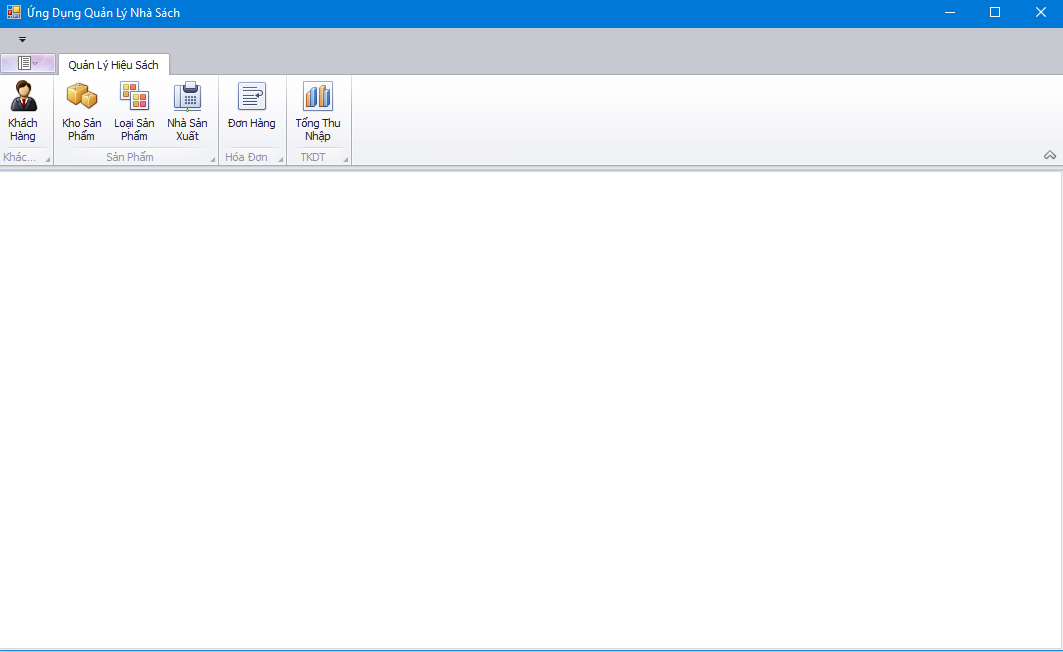 Ứng Dụng Quản Lý Nhà Sách
Quản Lý Hiệu Sách
Khách
Hàng
Kho Sản
Phẩm
Loại Sản
Phẩm
Nhà Sản
Xuất
Đơn Hàng
Tổng Thu
Nhập
Khác...
Sản Phẩm
Hóa Đơn
TKDT